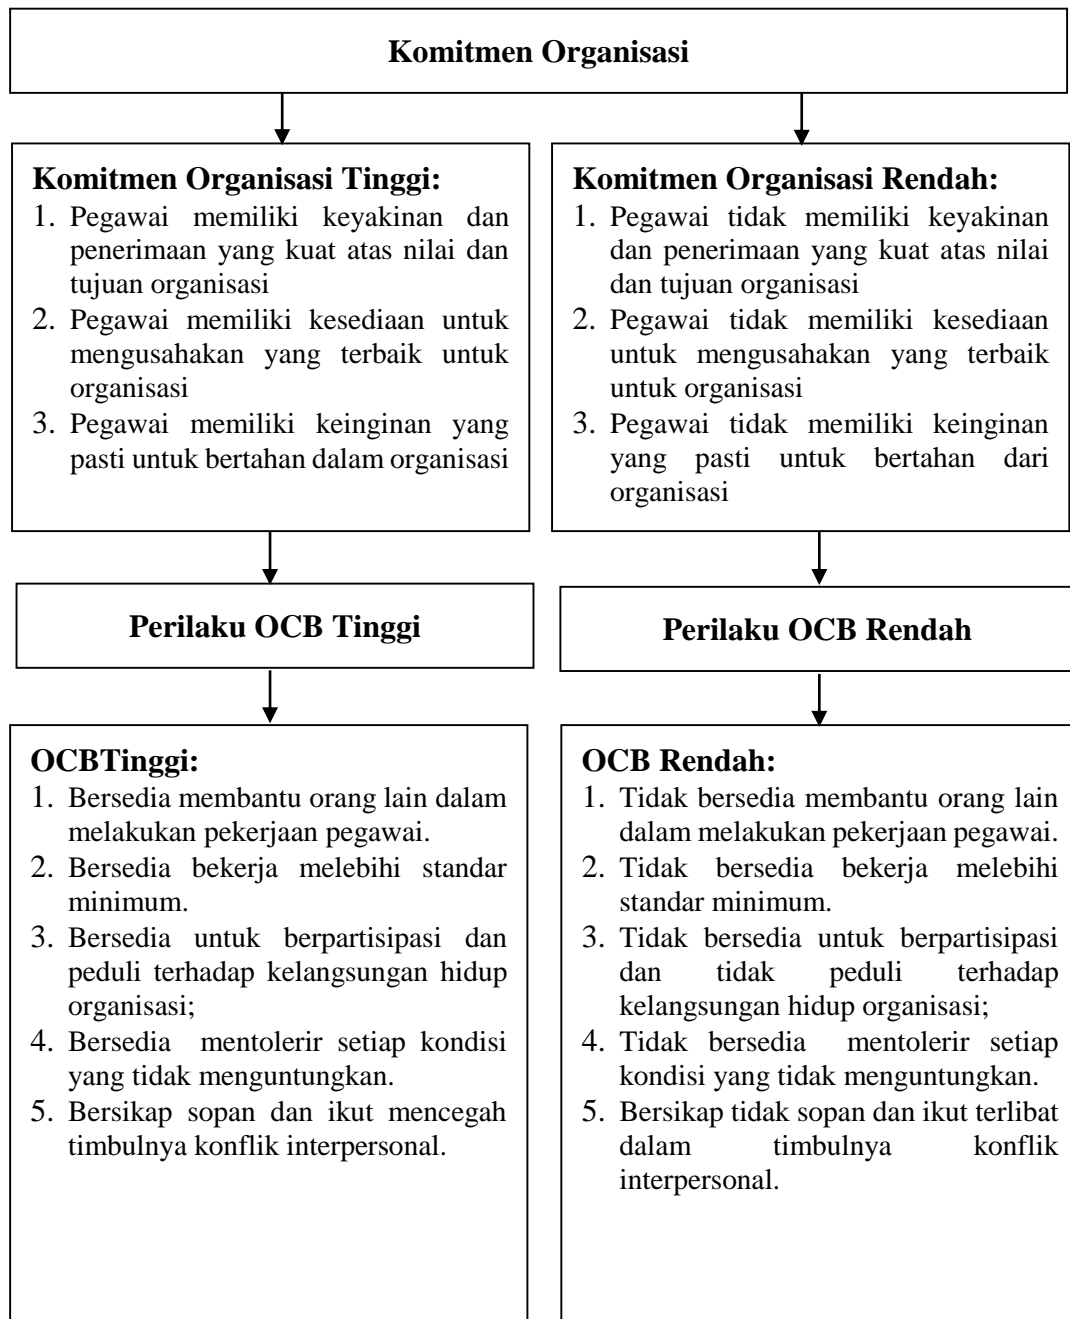 Komitmen Organisasi
Komitmen Organisasi Tinggi:
1. Pegawai memiliki keyakinan dan
penerimaan yang kuat atas nilai dan
tujuan organisasi
2. Pegawai memiliki kesediaan untuk
mengusahakan yang terbaik untuk
organisasi
3. Pegawai memiliki keinginan yang
pasti untuk bertahan dalam organisasi
Komitmen Organisasi Rendah:
1. Pegawai tidak memiliki keyakinan
dan penerimaan yang kuat atas nilai
dan tujuan organisasi
2. Pegawai tidak memiliki kesediaan
untuk mengusahakan yang terbaik
untuk organisasi
3. Pegawai tidak memiliki keinginan
yang pasti untuk bertahan dari
organisasi
Perilaku OCB Tinggi
Perilaku OCB Rendah
OCBTinggi:
1. Bersedia membantu orang lain dalam
melakukan pekerjaan pegawai.
2. Bersedia bekerja melebihi standar
minimum.
3. Bersedia untuk berpartisipasi dan
peduli terhadap kelangsungan hidup
organisasi;
4. Bersedia mentolerir setiap kondisi
yang tidak menguntungkan.
5. Bersikap sopan dan ikut mencegah
timbulnya konflik interpersonal.
OCB Rendah:
1. Tidak bersedia membantu orang lain
dalam melakukan pekerjaan pegawai.
2. Tidak bersedia bekerja melebihi
standar minimum.
3. Tidak bersedia untuk berpartisipasi
dan tidak peduli terhadap
kelangsungan hidup organisasi;
4. Tidak bersedia mentolerir setiap
kondisi yang tidak menguntungkan.
5. Bersikap tidak sopan dan ikut terlibat
dalam timbulnya konflik
interpersonal.